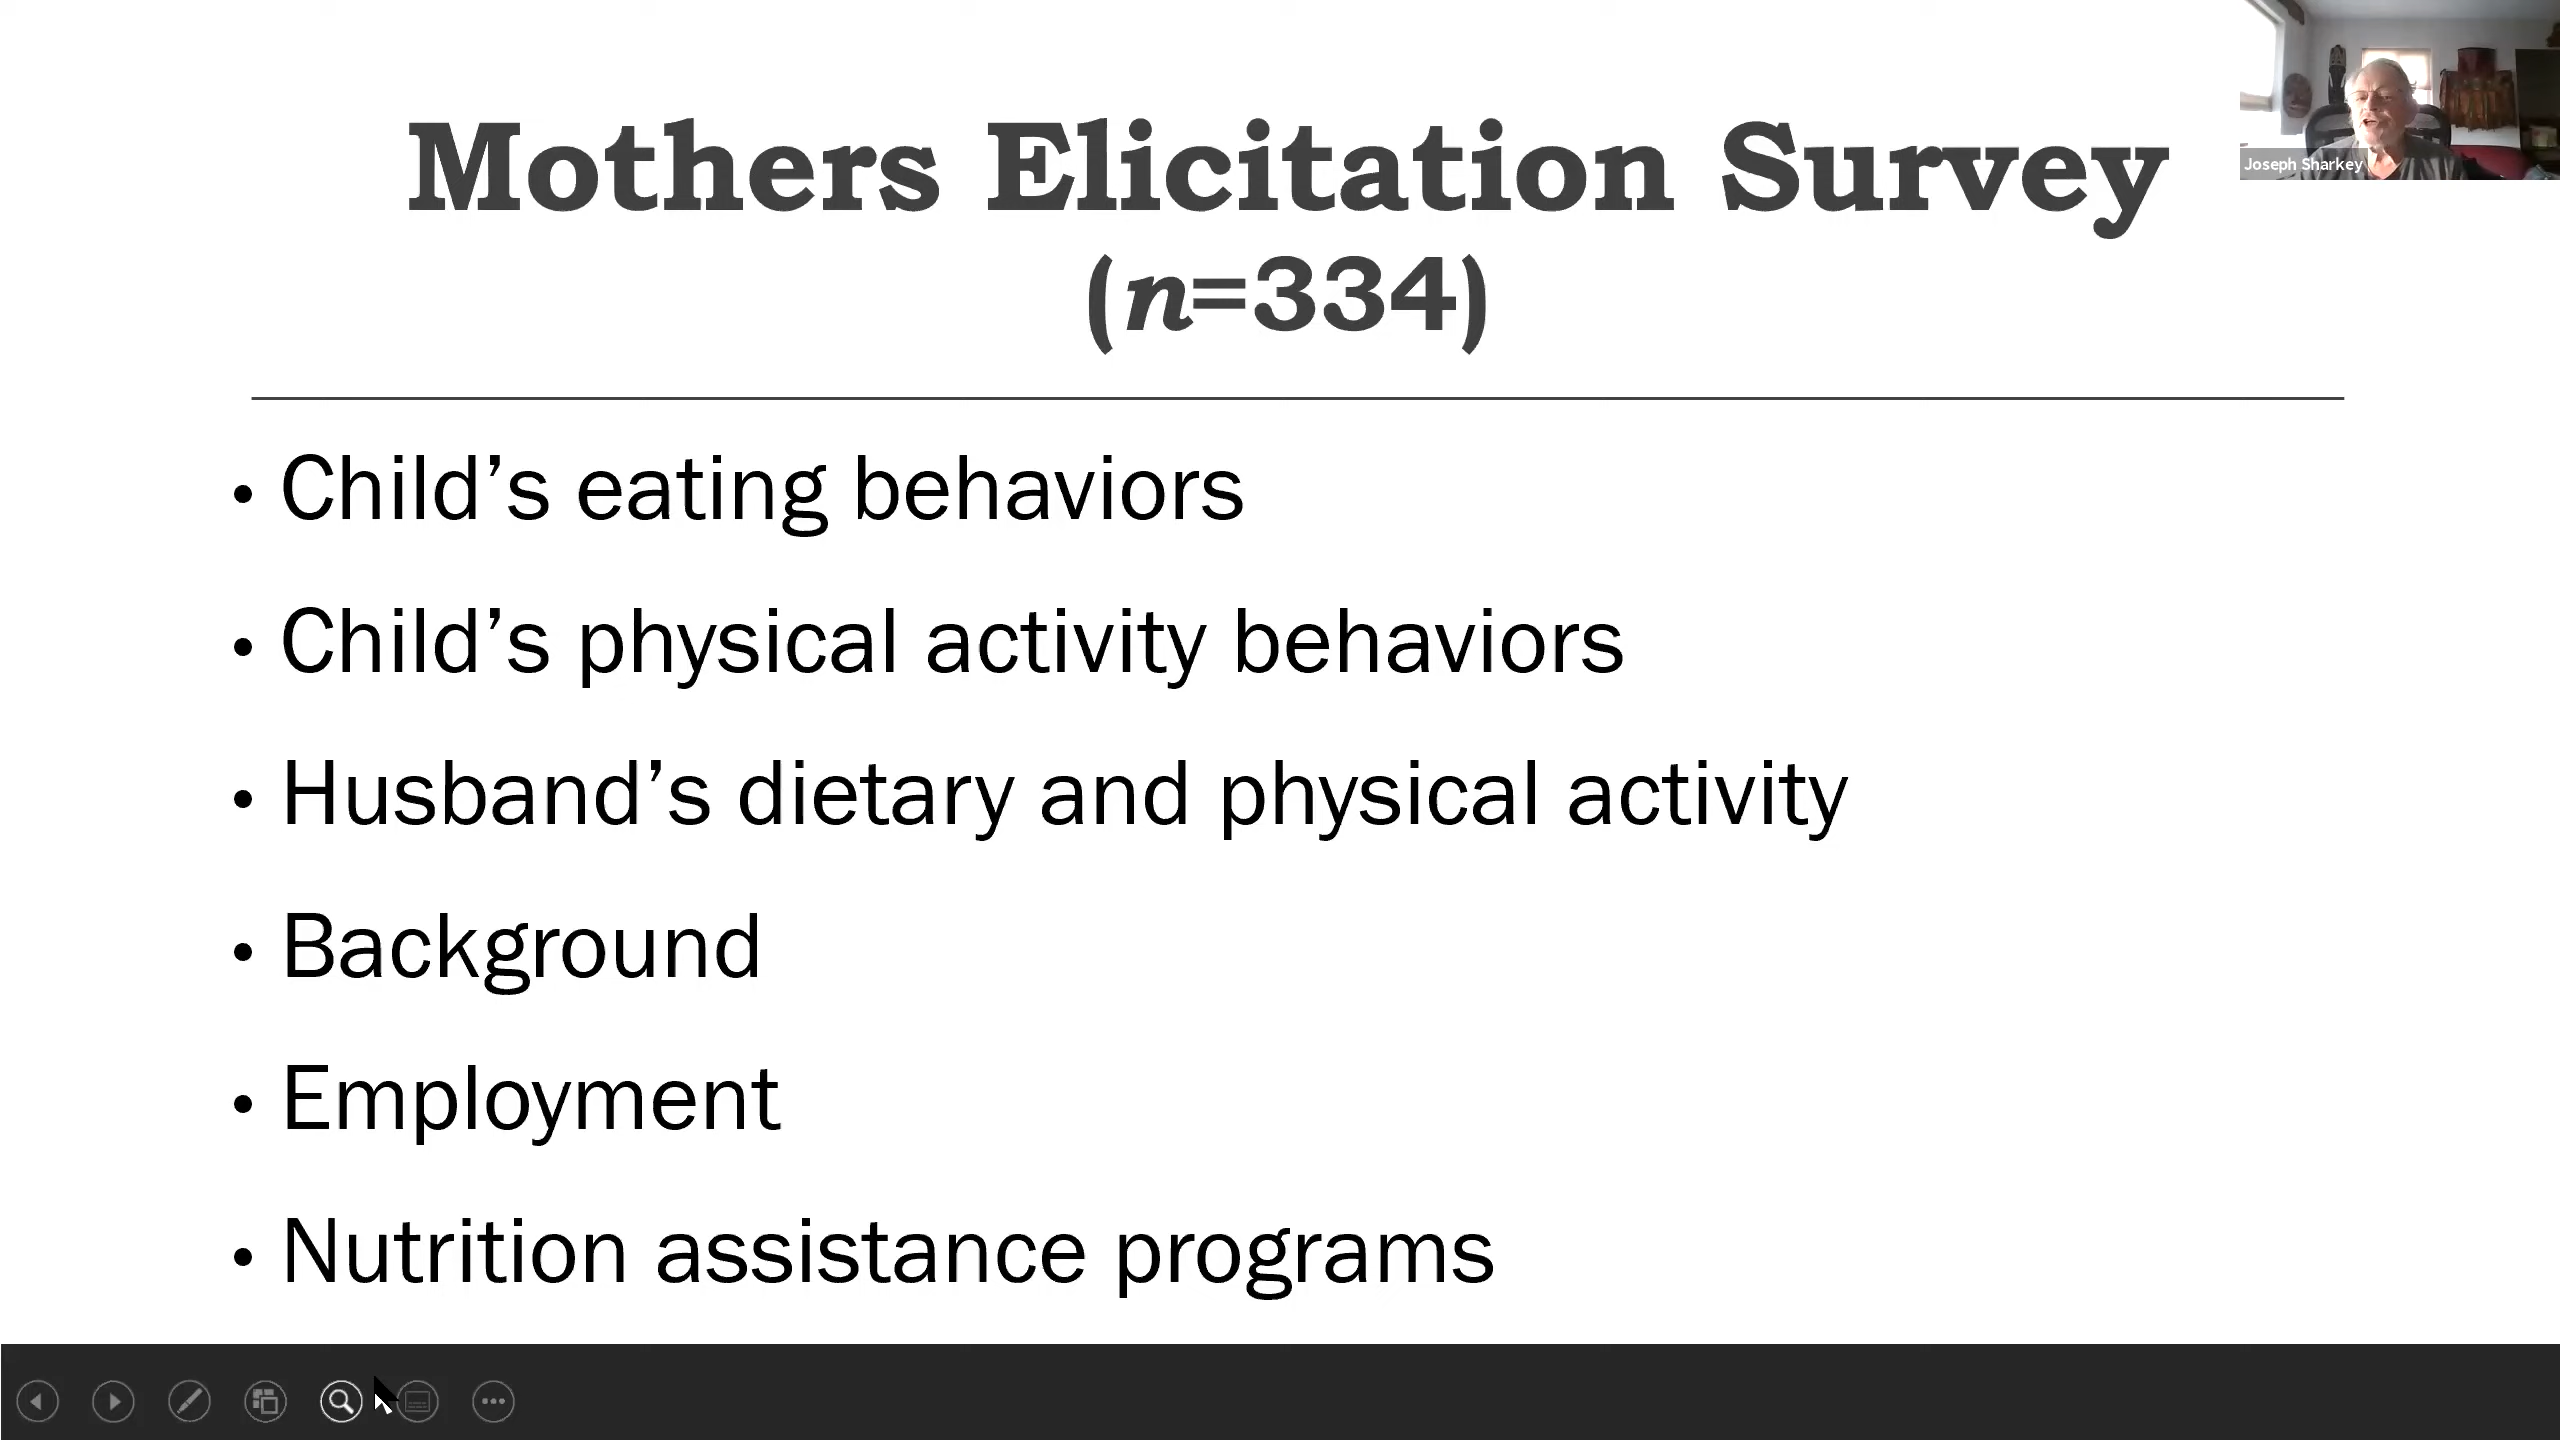 Mothers Elicitation Survey
(n=334)
Joseph Sharkey
• Child’s eating behaviors
• Child’s physical activity behaviors
• Husband’s dietary and physical activity
• Background
• Employment
• Nutrition assistance programs